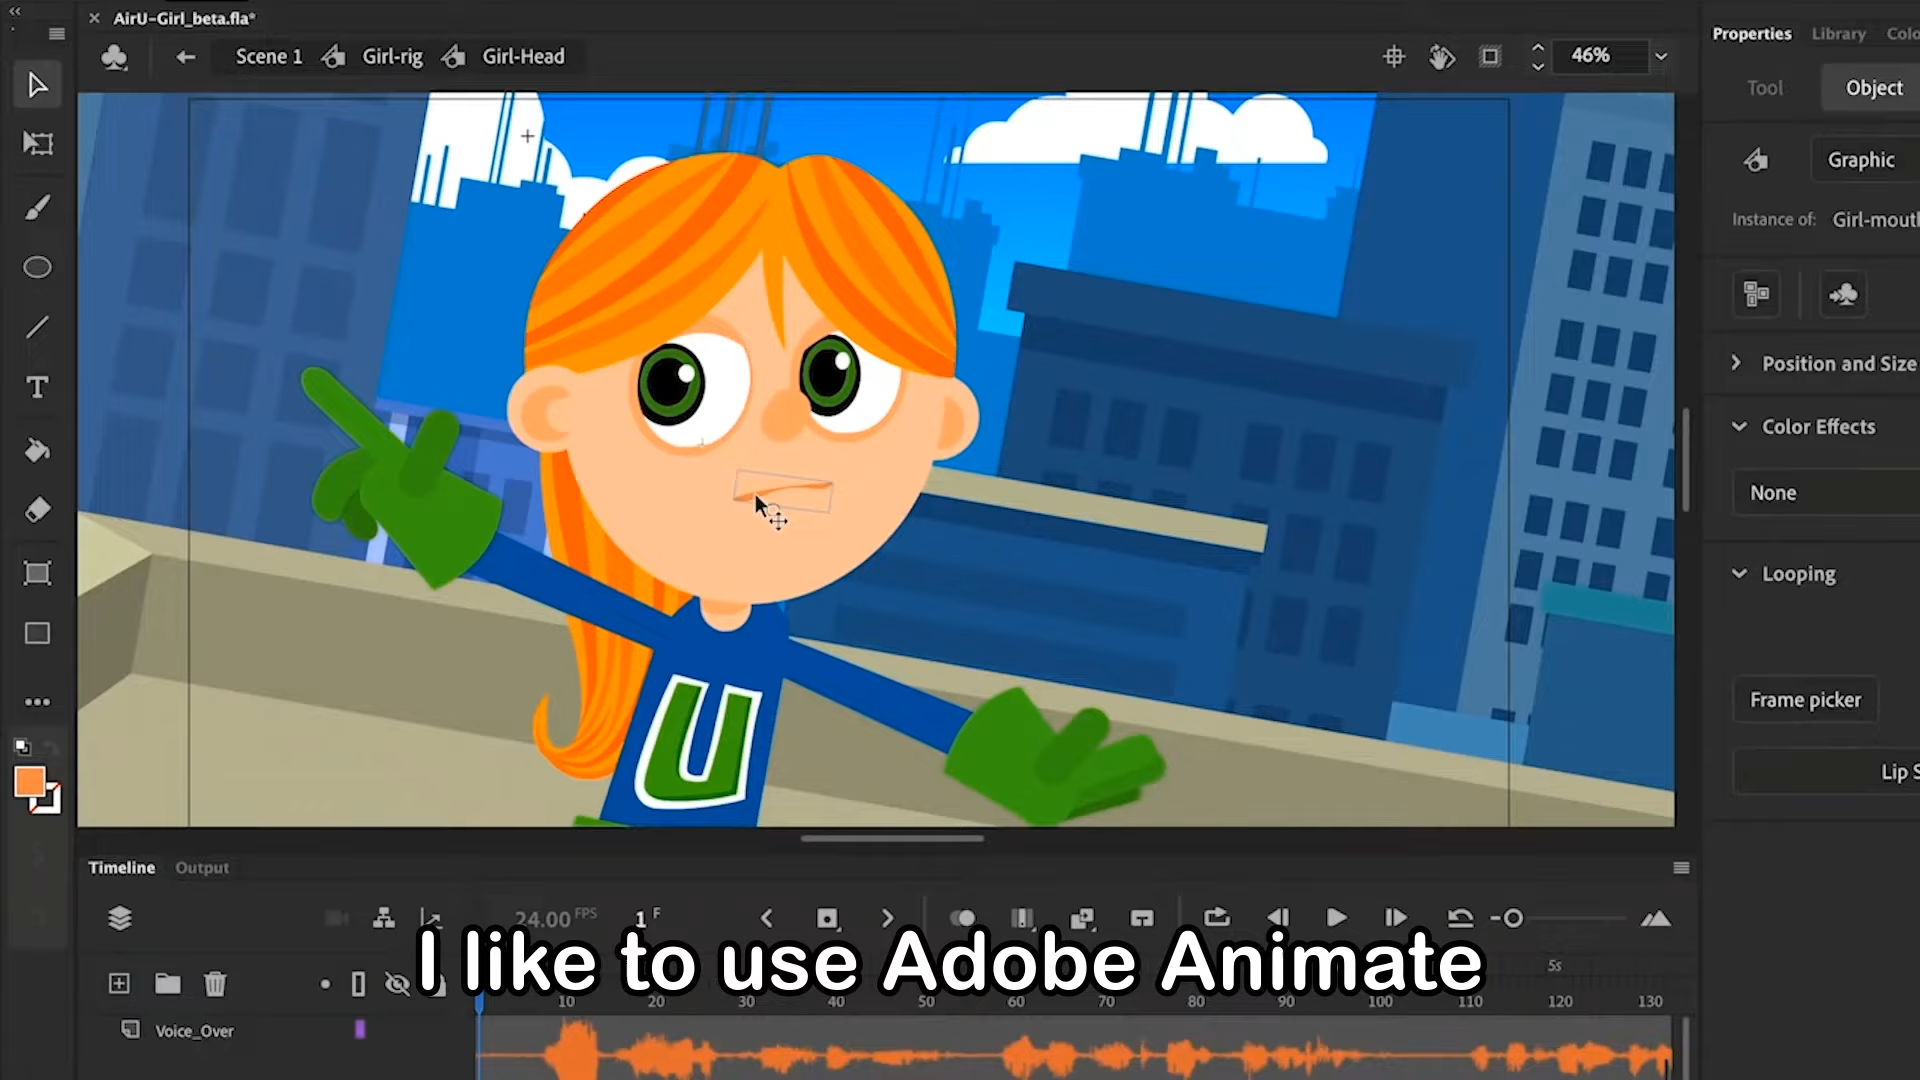 AirU-Girl_beta.fla*
Properties Library Colo
Scene 1 Girl-rig Girl-Head
46%
Tool Object
Graphic
Instance of: Girl-mouth
Position and Size
Color Effects
None
Looping
Frame picker
Lip S
U
Timeline Output
24.00 FPS 1 F
I like to use Adobe Animate
5s
10 20 30 40 50 60 70 80 90 100 110 120 130
Voice_Over